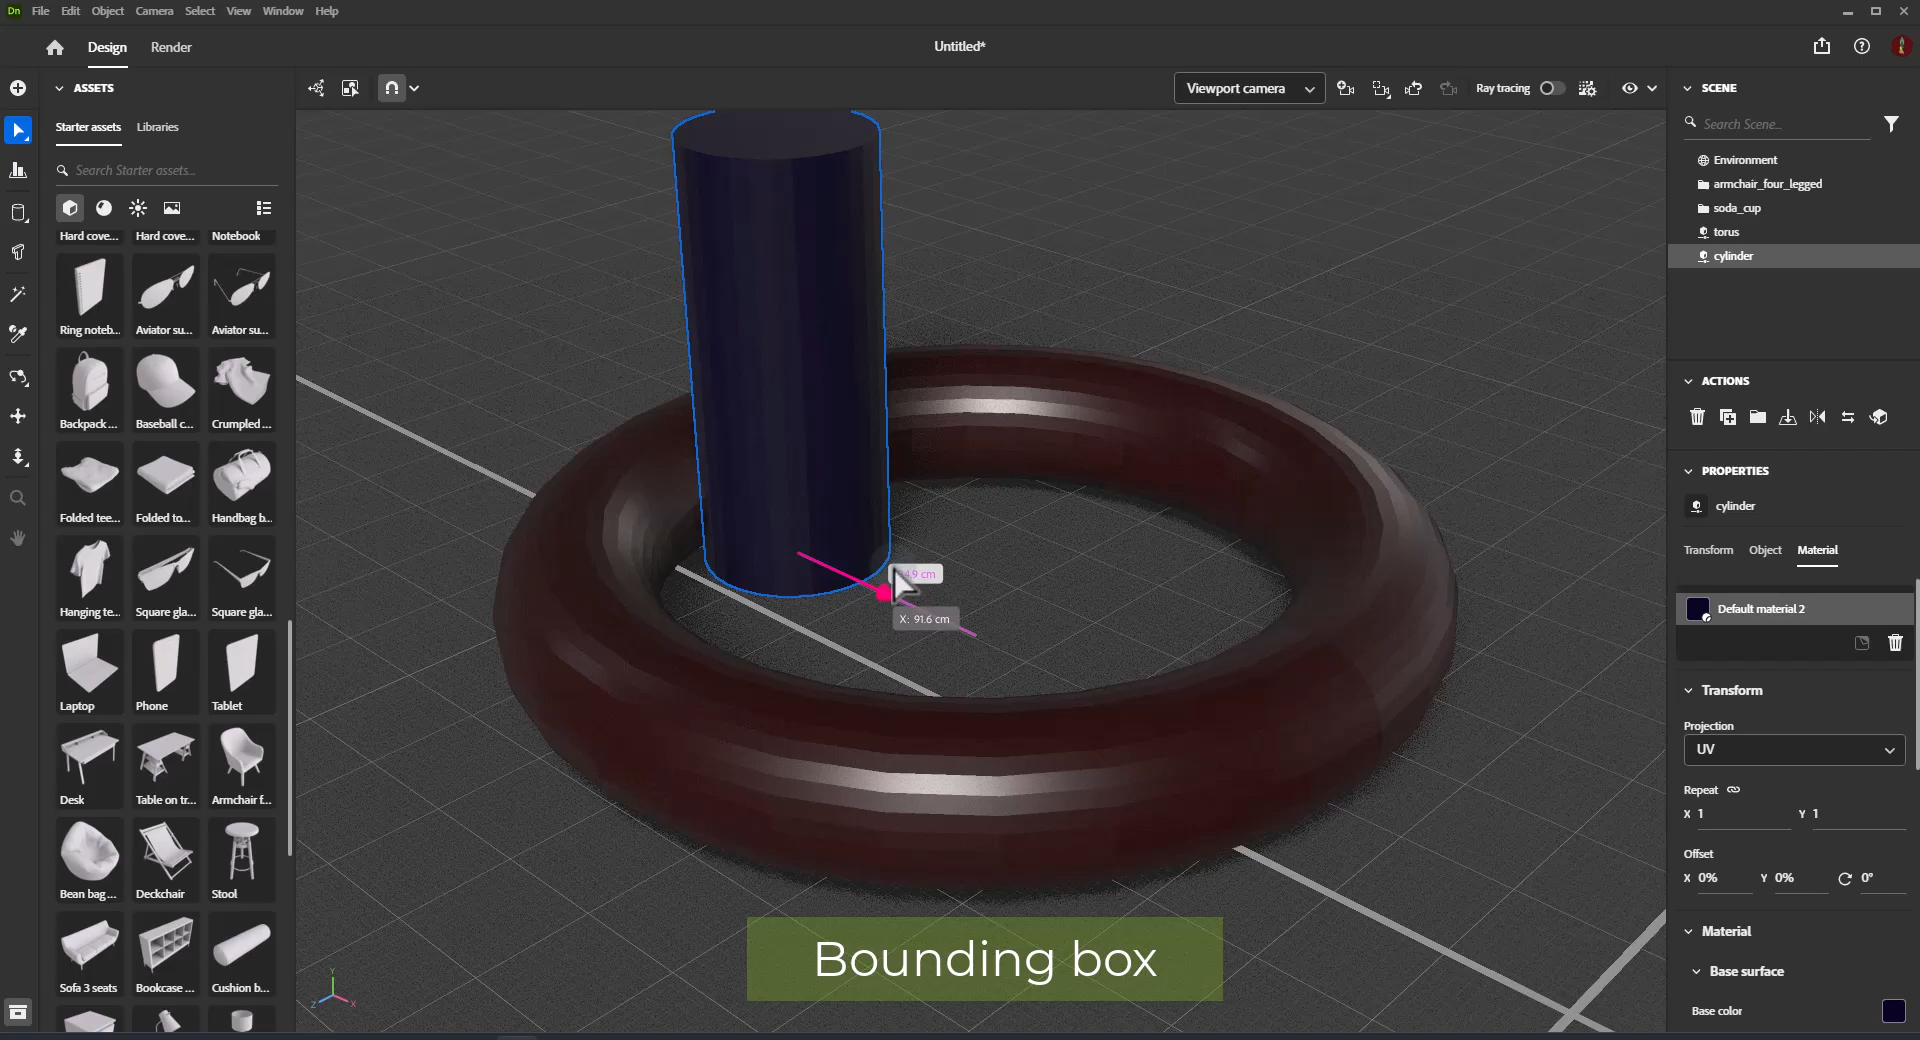 Dn File Edit Object Camera Select View Window Help
Design Render Untitled*
ASSETS
Starter assets Libraries
Search Starter assets...
Hard cove... Hard cove... Notebook
Ring noteb... Aviator su... Aviator su...
Backpack ... Baseball c... Crumpled ...
Folded tee... Folded to... Handbag b...
Hanging te... Square gla... Square gla...
Laptop Phone Tablet
Desk Table on tr... Armchair f...
Bean bag ... Deckchair Stool
Sofa 3 seats Bookcase ... Cushion b...
Viewport camera Ray tracing
X: 91.6 cm
Bounding box
Y
Z X
SCENE
Search Scene...
Environment
armchair_four_legged
soda_cup
torus
cylinder
ACTIONS
PROPERTIES
cylinder
Transform Object Material
Default material 2
Transform
Projection
UV
Repeat
X 1 Y 1
Offset
X 0% Y 0% 0°
Material
Base surface
Base color